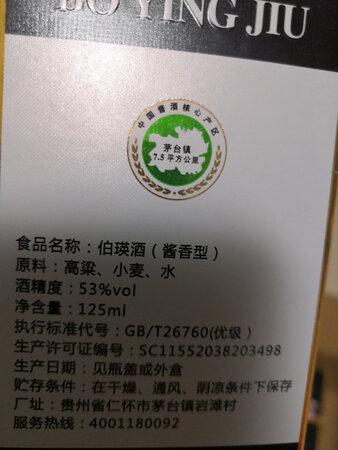 BO YING JIU
中国酱酒核心产区
茅台镇
7.5平方公里
食品名称：伯瑛酒（酱香型）
原料：高粱、小麦、水
酒精度：53%vol
净含量：125ml
执行标准代号：GB/T26760(优级)
生产许可证编号：SC11552038203498
生产日期：见瓶盖或外盒
贮存条件：在干燥、通风、阴凉条件下保存
厂址：贵州省仁怀市茅台镇岩滩村
服务热线：4001180092